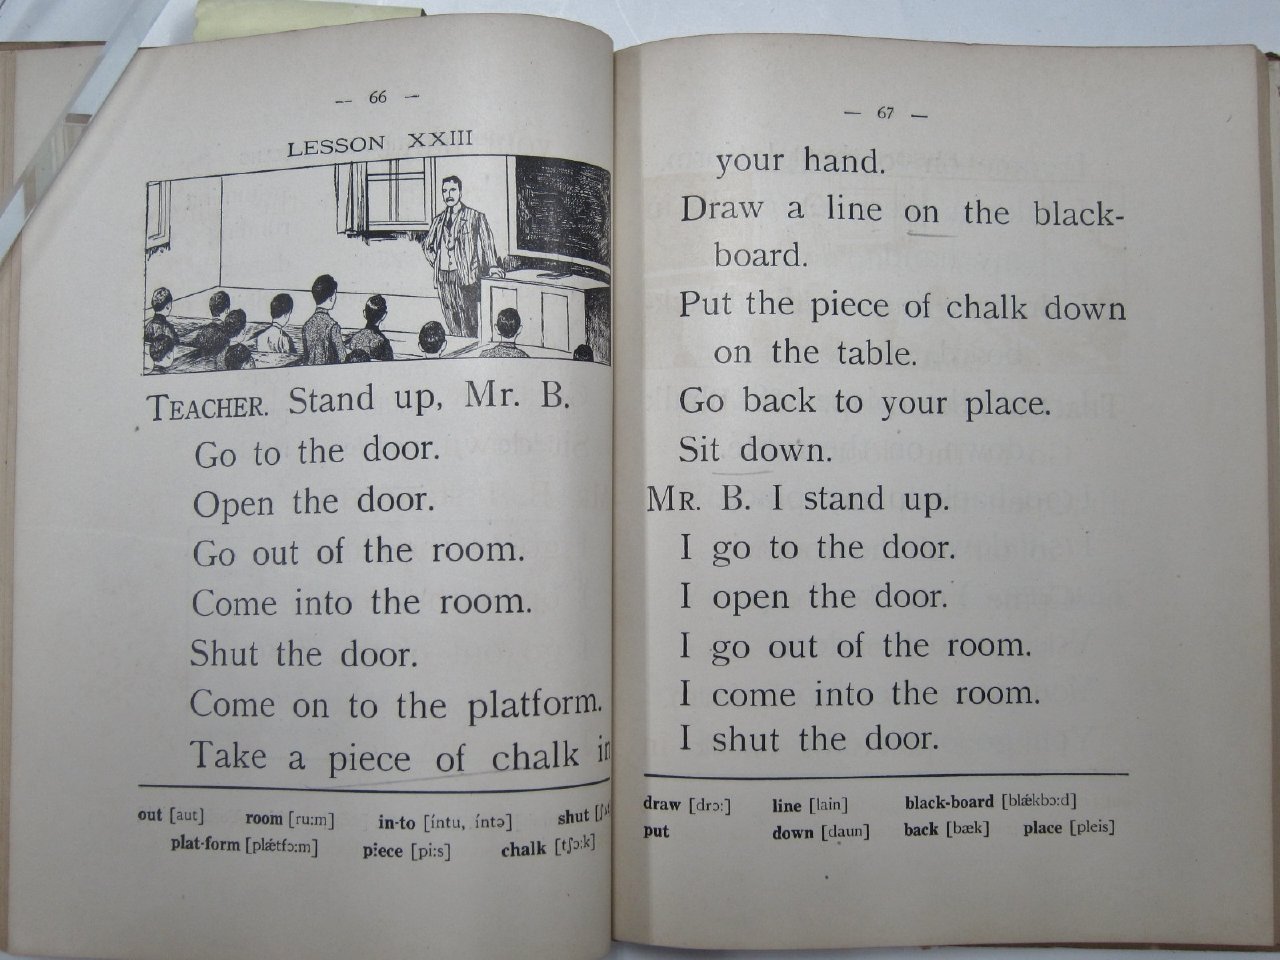 — 66 —
LESSON XXIII
TEACHER. Stand up, Mr. B.
Go to the door.
Open the door.
Go out of the room.
Come into the room.
Shut the door.
Come on to the platform.
Take a piece of chalk in
out [aut] room [ru:m] in-to [íntu, íntə] shut
plat-form [plǽtfɔ:m] piece [pi:s] chalk [tʃɔ:k]
— 67 —
your hand.
Draw a line on the black-
board.
Put the piece of chalk down
on the table.
Go back to your place.
Sit down.
MR. B. I stand up.
I go to the door.
I open the door.
I go out of the room.
I come into the room.
I shut the door.
draw [drɔ:] line [lain] black-board [blǽkbɔ:d]
put down [daun] back [bæk] place [pleis]